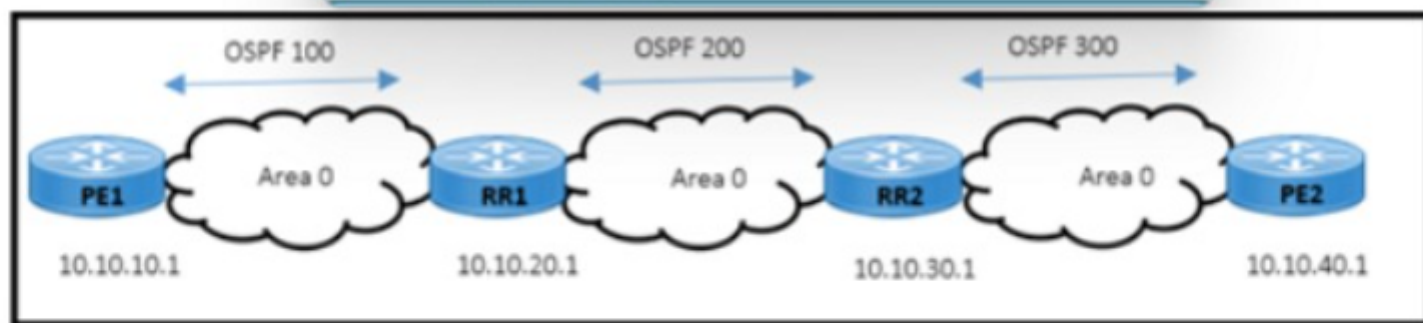 OSPF 100 OSPF 200 OSPF 300
Area 0 Area 0 Area 0
PE1 RR1 RR2 PE2
10.10.10.1 10.10.20.1 10.10.30.1 10.10.40.1